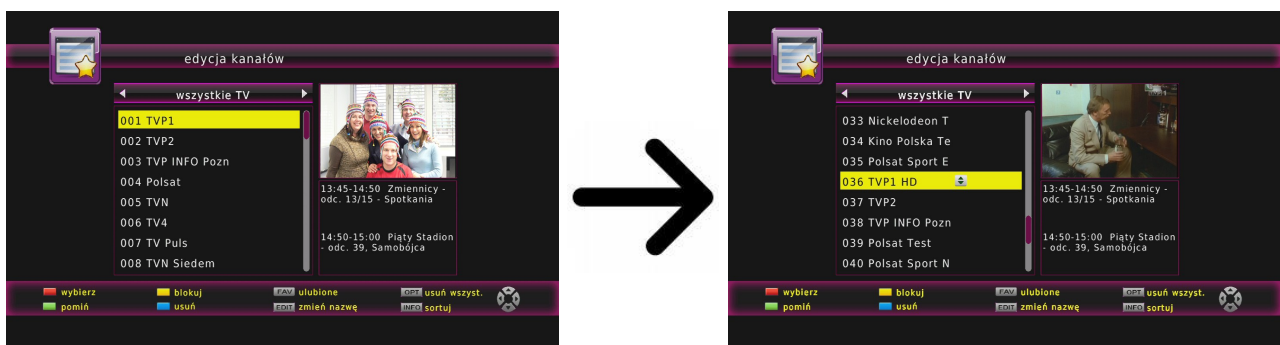 edycja kanałów
wszystkie TV
001 TVP1
002 TVP2
003 TVP INFO Pozn
004 Polsat
005 TVN
006 TV4
007 TV Puls
008 TVN Siedem
13:45-14:50 Zmiennicy -
odc. 13/15 - Spotkania
14:50-15:00 Piąty Stadion
- odc. 39, Samobójca
wybierz
blokuj
FAV ulubione
OPT usuń wszyst.
pomiń
usuń
EDIT zmień nazwę
INFO sortuj
edycja kanałów
wszystkie TV
033 Nickelodeon T
034 Kino Polska Te
035 Polsat Sport E
036 TVP1 HD
037 TVP2
038 TVP INFO Pozn
039 Polsat Test
040 Polsat Sport N
13:45-14:50 Zmiennicy -
odc. 13/15 - Spotkania
14:50-15:00 Piąty Stadion
- odc. 39, Samobójca
wybierz
blokuj
FAV ulubione
OPT usuń wszyst.
pomiń
usuń
EDIT zmień nazwę
INFO sortuj